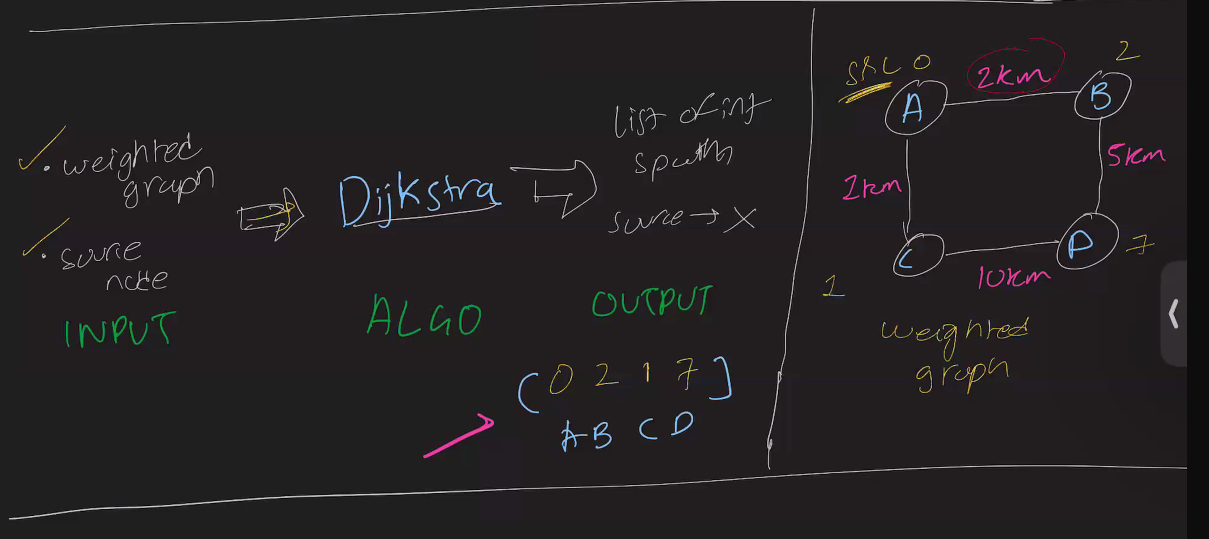 • weighted
graph
• source
node
INPUT
Dijkstra
ALGO
list of int
spath
source → X
OUTPUT
[0 2 1 7]
A B C D
SRC 0
2
2km
A
B
5km
C
D
10km
7
1
weighted
graph